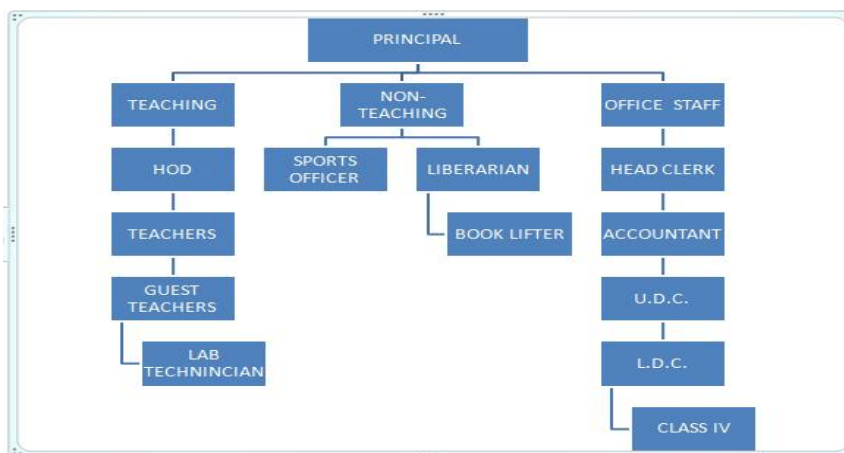 PRINCIPAL
TEACHING
NON-
TEACHING
OFFICE STAFF
HOD
SPORTS
OFFICER
LIBERARIAN
HEAD CLERK
TEACHERS
BOOK LIFTER
ACCOUNTANT
GUEST
TEACHERS
U.D.C.
LAB
TECHNINCIAN
L.D.C.
CLASS IV